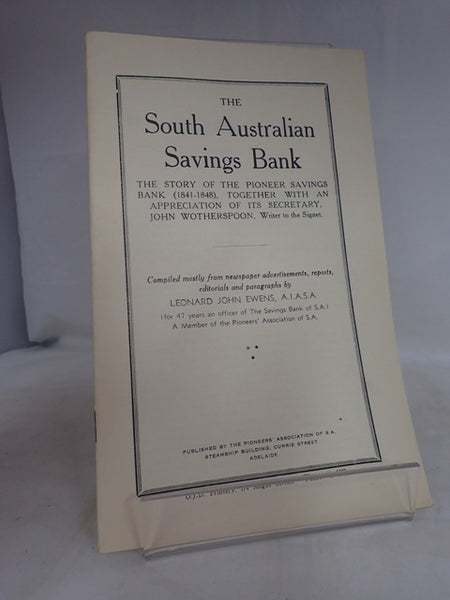 THE
South Australian
Savings Bank
THE STORY OF THE PIONEER SAVINGS
BANK (1841-1848), TOGETHER WITH AN
APPRECIATION OF ITS SECRETARY,
JOHN WOTHERSPOON, Writer to the Signet.
Compiled mostly from newspaper advertisements, reports,
editorials and paragraphs by
LEONARD JOHN EWENS, A.I.A.S.A.
(for 47 years an officer of The Savings Bank of S.A.)
A Member of the Pioneers' Association of S.A.
PUBLISHED BY THE PIONEERS' ASSOCIATION OF S.A.
STEAMSHIP BUILDING, CURRIE STREET
ADELAIDE